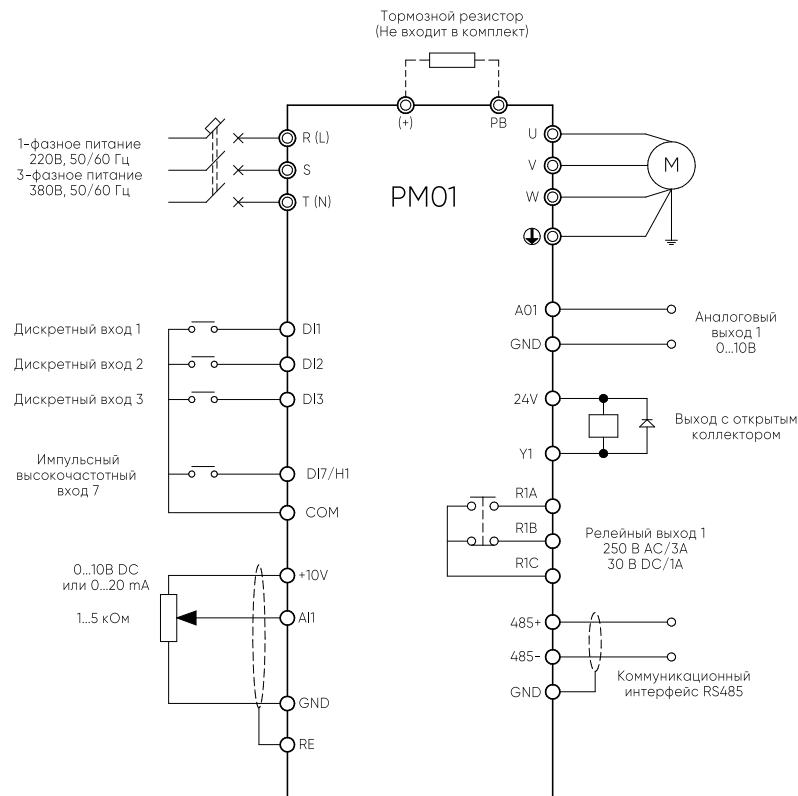 Тормозной резистор
(Не входит в комплект)
(+)
PB
1-фазное питание
220В, 50/60 Гц
3-фазное питание
380В, 50/60 Гц
R (L)
S
T (N)
PM01
U
V
W
M
Дискретный вход 1
DI1
Дискретный вход 2
DI2
Дискретный вход 3
DI3
Импульсный
высокочастотный
вход 7
DI7/H1
COM
0...10В DC
или 0...20 mA
1...5 кОм
+10V
AI1
GND
RE
A01
GND
Аналоговый
выход 1
0...10В
24V
Y1
Выход с открытым
коллектором
R1A
R1B
R1C
Релейный выход 1
250 В AC/3A
30 В DC/1A
485+
485-
GND
Коммуникационный
интерфейс RS485